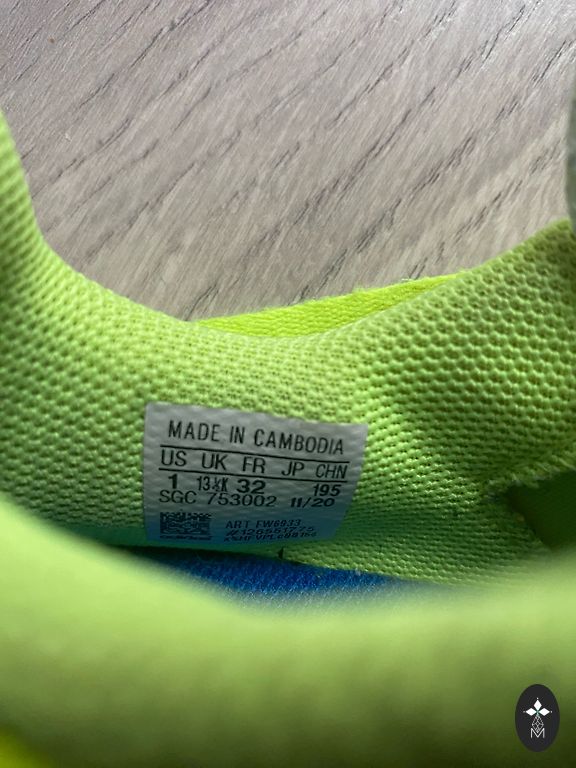 MADE IN CAMBODIA
US UK FR JP CHN
1 13½K 32 195
SGC 753002 11/20
ART FW6933
adidas
M